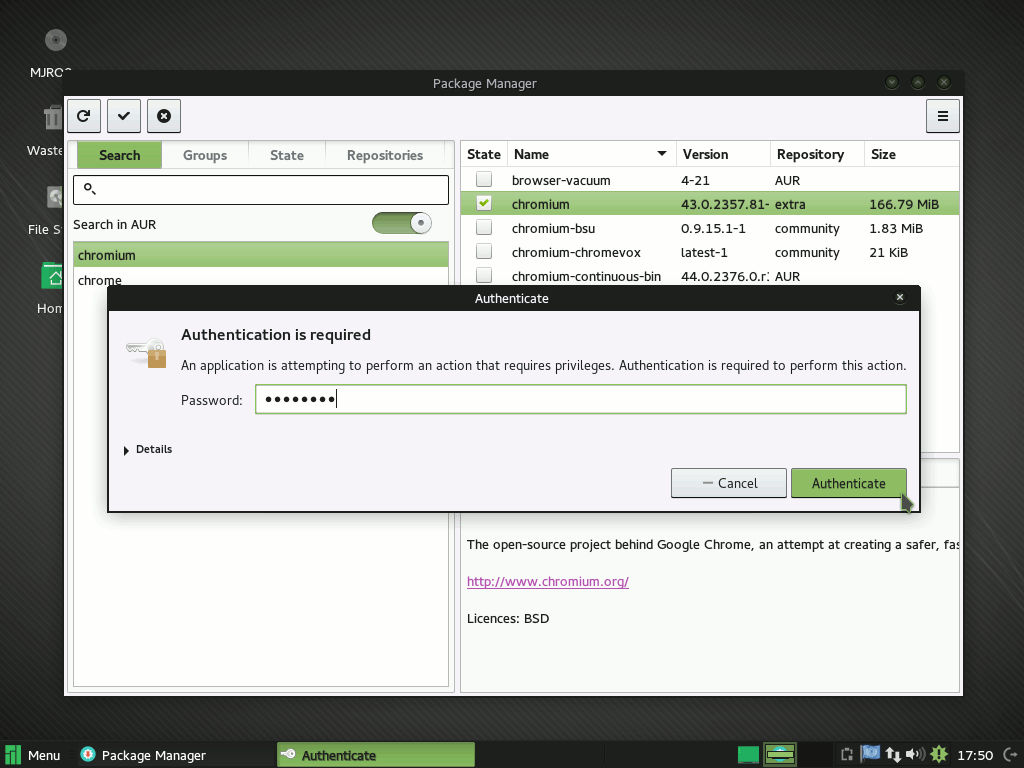 MJRO
Package Manager
Waste
File S
Hom
Search Groups State Repositories
Search in AUR
chromium
chrome
State Name Version Repository Size
browser-vacuum 4-21 AUR
chromium 43.0.2357.81- extra 166.79 MiB
chromium-bsu 0.9.15.1-1 community 1.83 MiB
chromium-chromevox latest-1 community 21 KiB
chromium-continuous-bin 44.0.2376.0.r: AUR
Authenticate
Authentication is required
An application is attempting to perform an action that requires privileges. Authentication is required to perform this action.
Password: ●●●●●●●●
Details
Cancel Authenticate
The open-source project behind Google Chrome, an attempt at creating a safer, fas
http://www.chromium.org/
Licences: BSD
Menu Package Manager Authenticate 17:50